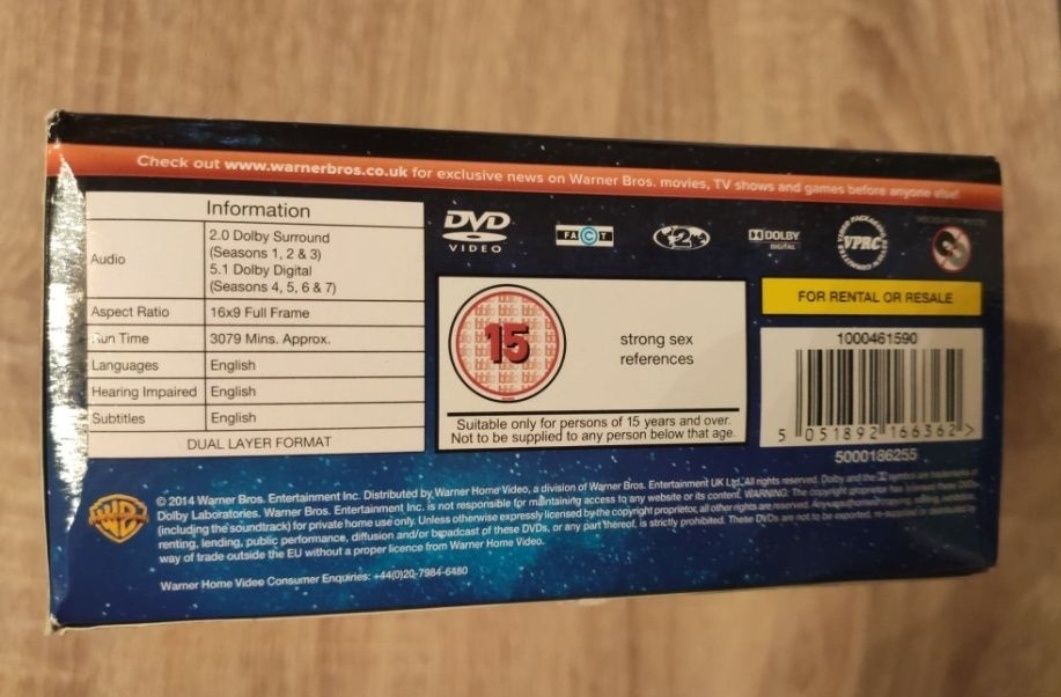 Check out www.warnerbros.co.uk for exclusive news on Warner Bros. movies, TV shows and games before anyone else!
Information
Audio
2.0 Dolby Surround
(Seasons 1, 2 & 3)
5.1 Dolby Digital
(Seasons 4, 5, 6 & 7)
Aspect Ratio 16x9 Full Frame
Run Time 3079 Mins. Approx.
Languages English
Hearing Impaired English
Subtitles English
DUAL LAYER FORMAT
DVD
VIDEO
FACT
2
DOLBY
DIGITAL
VPRC
15
strong sex
references
Suitable only for persons of 15 years and over.
Not to be supplied to any person below that age.
FOR RENTAL OR RESALE
1000461590
5 051892 166362 >
5000186255
WB
© 2014 Warner Bros. Entertainment Inc. Distributed by Warner Home Video, a division of Warner Bros. Entertainment UK Ltd. All rights reserved. Dolby and the symbol are trademarks of
Dolby Laboratories. Warner Bros. Entertainment Inc. is not responsible for maintaining access to any website or its content. WARNING: The copyright
(including the soundtrack) for private home use only. Unless otherwise expressly licensed by the copyright proprietor, all other rights are reserved.
renting, lending, public performance, diffusion and/or broadcast of these DVDs, or any part thereof, is strictly prohibited. These DVDs are not to be exported, re-supplied or
way of trade outside the EU without a proper licence from Warner Home Video.
Warner Home Video Consumer Enquiries: +44(0)20-7984-6480